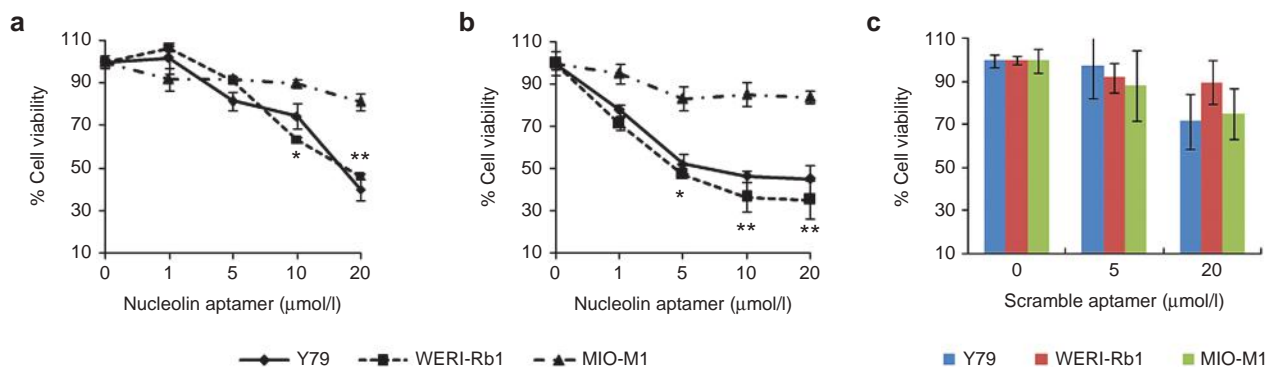 a
110
90
70
50
30
10
% Cell viability
*
**
0 1 5 10 20
Nucleolin aptamer (μmol/l)
b
110
90
70
50
30
10
% Cell viability
*
**
**
0 1 5 10 20
Nucleolin aptamer (μmol/l)
Y79 WERI-Rb1 MIO-M1
c
110
90
70
50
30
10
% Cell viability
0 5 20
Scramble aptamer (μmol/l)
Y79 WERI-Rb1 MIO-M1